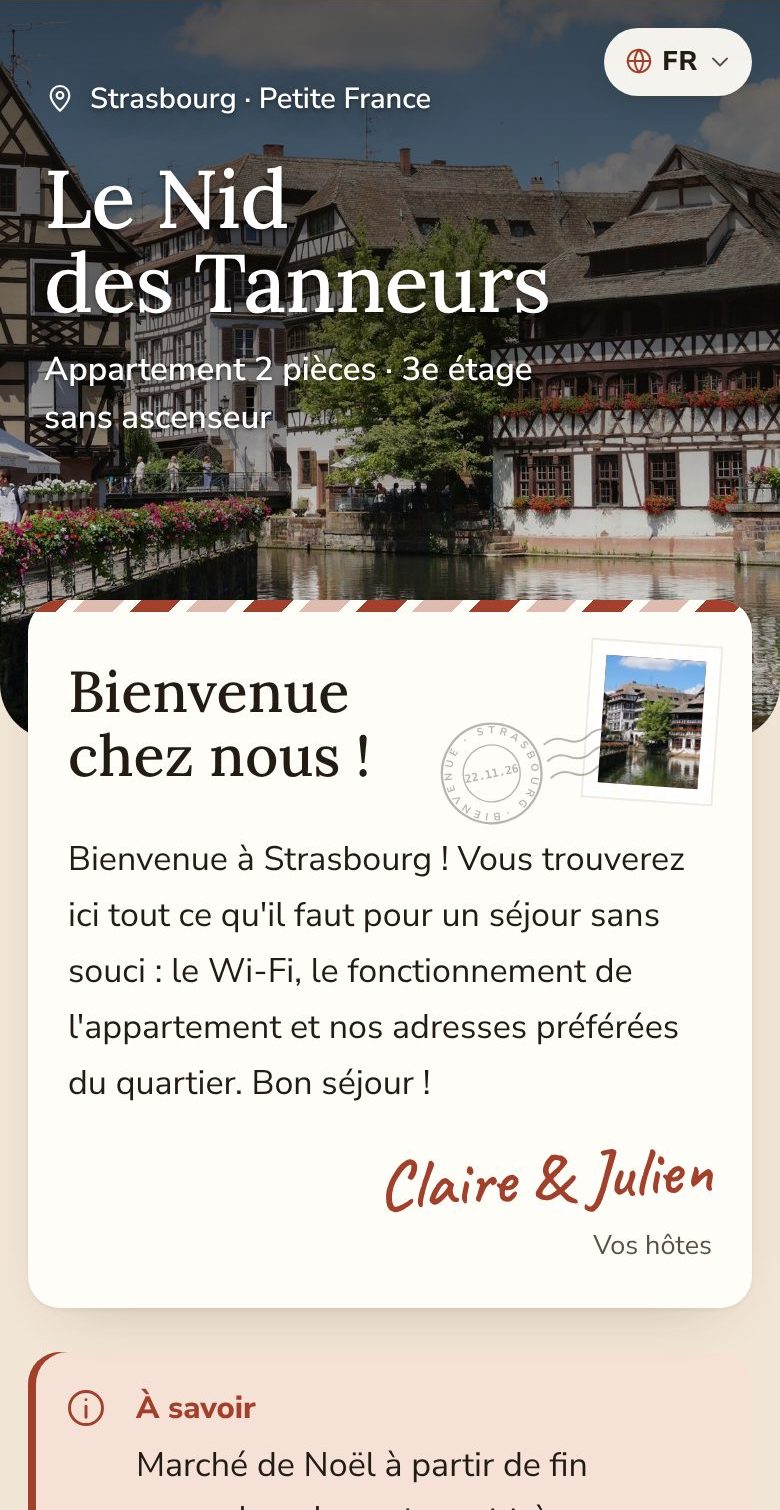 FR
Strasbourg · Petite France
Le Nid
des Tanneurs
Appartement 2 pièces · 3e étage
sans ascenseur
Bienvenue
chez nous !
STRASBOURG · BIENVENUE ·
22.11.26
Bienvenue à Strasbourg ! Vous trouverez
ici tout ce qu'il faut pour un séjour sans
souci : le Wi-Fi, le fonctionnement de
l'appartement et nos adresses préférées
du quartier. Bon séjour !
Claire & Julien
Vos hôtes
À savoir
Marché de Noël à partir de fin